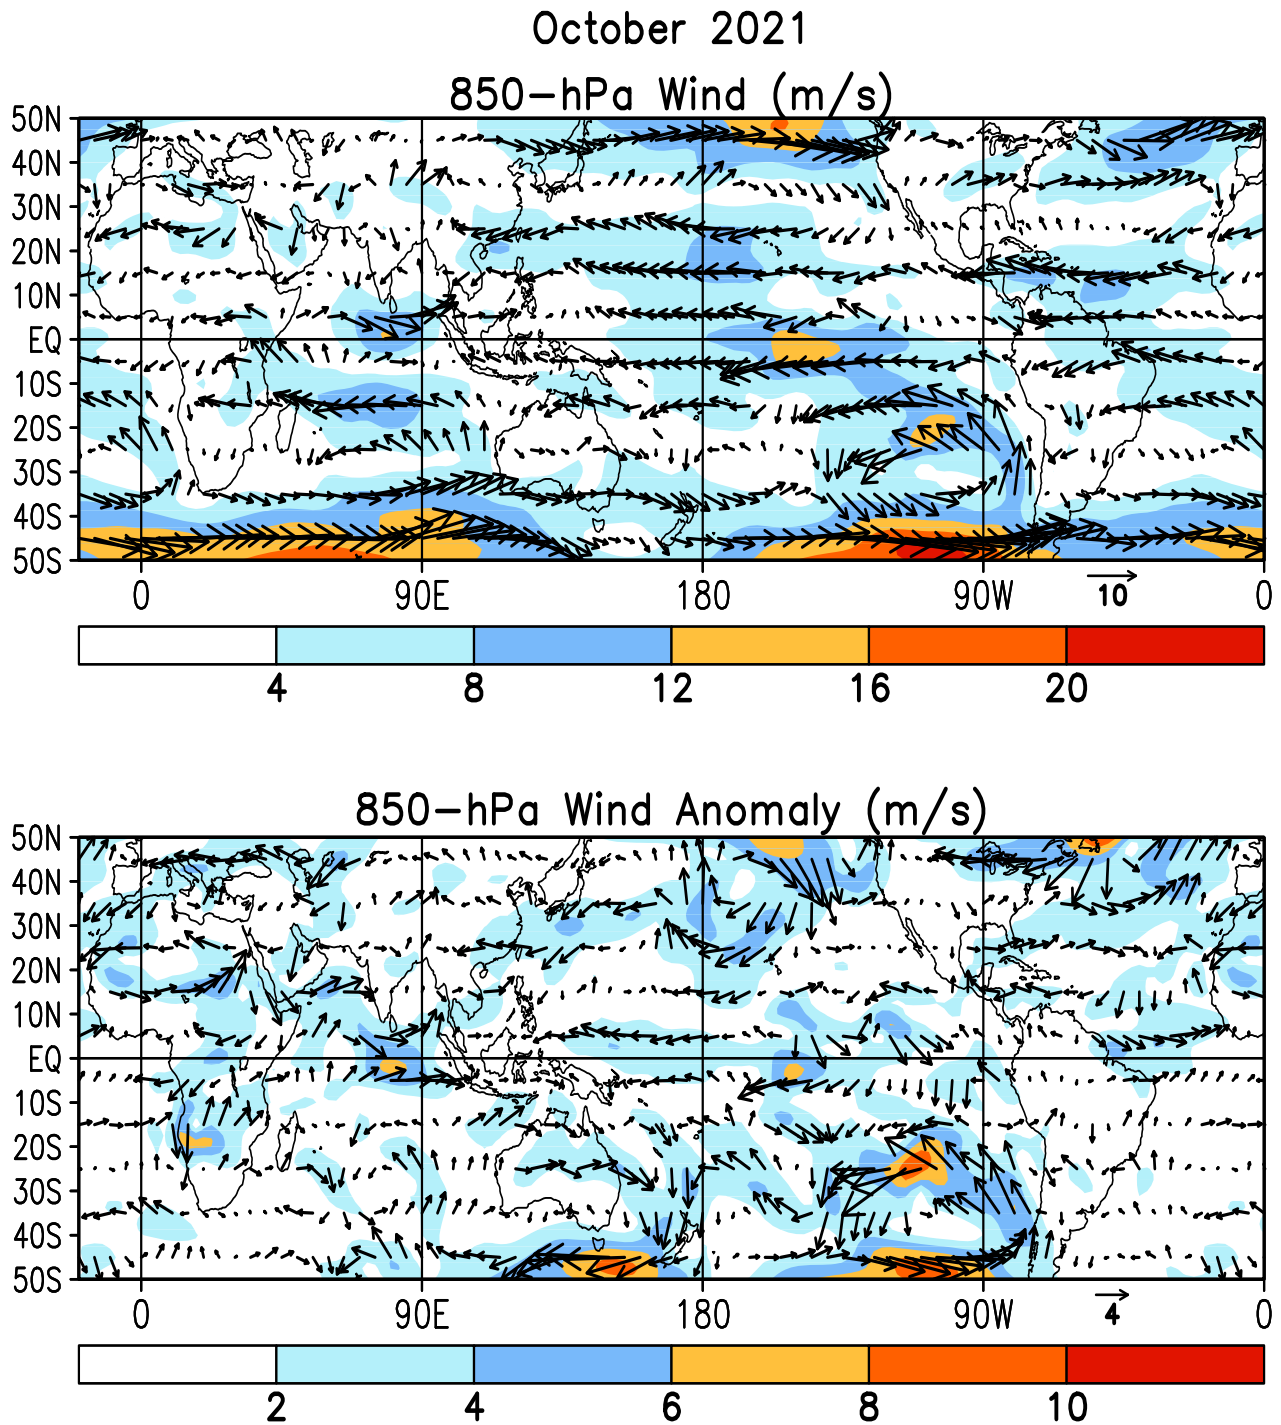 October 2021
850-hPa Wind (m/s)
50N
40N
30N
20N
10N
EQ
10S
20S
30S
40S
50S
0 90E 180 90W 0
10
4 8 12 16 20
850-hPa Wind Anomaly (m/s)
50N
40N
30N
20N
10N
EQ
10S
20S
30S
40S
50S
0 90E 180 90W 0
4
2 4 6 8 10